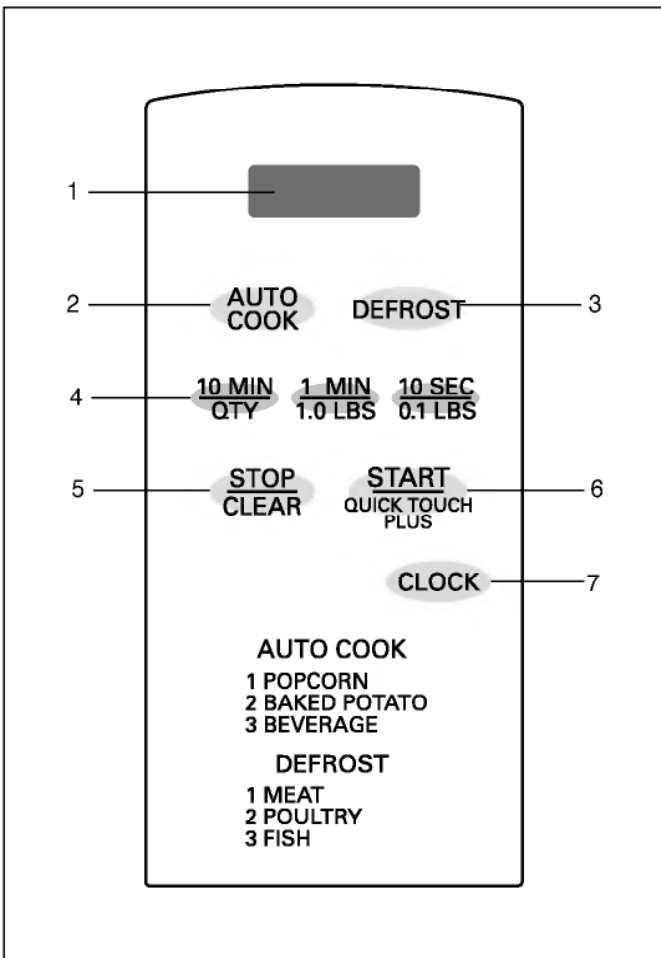 1
2
AUTO
COOK
DEFROST
3
4
10 MIN
QTY
1 MIN
1.0 LBS
10 SEC
0.1 LBS
5
STOP
CLEAR
START
QUICK TOUCH
PLUS
6
CLOCK
7
AUTO COOK
1 POPCORN
2 BAKED POTATO
3 BEVERAGE
DEFROST
1 MEAT
2 POULTRY
3 FISH